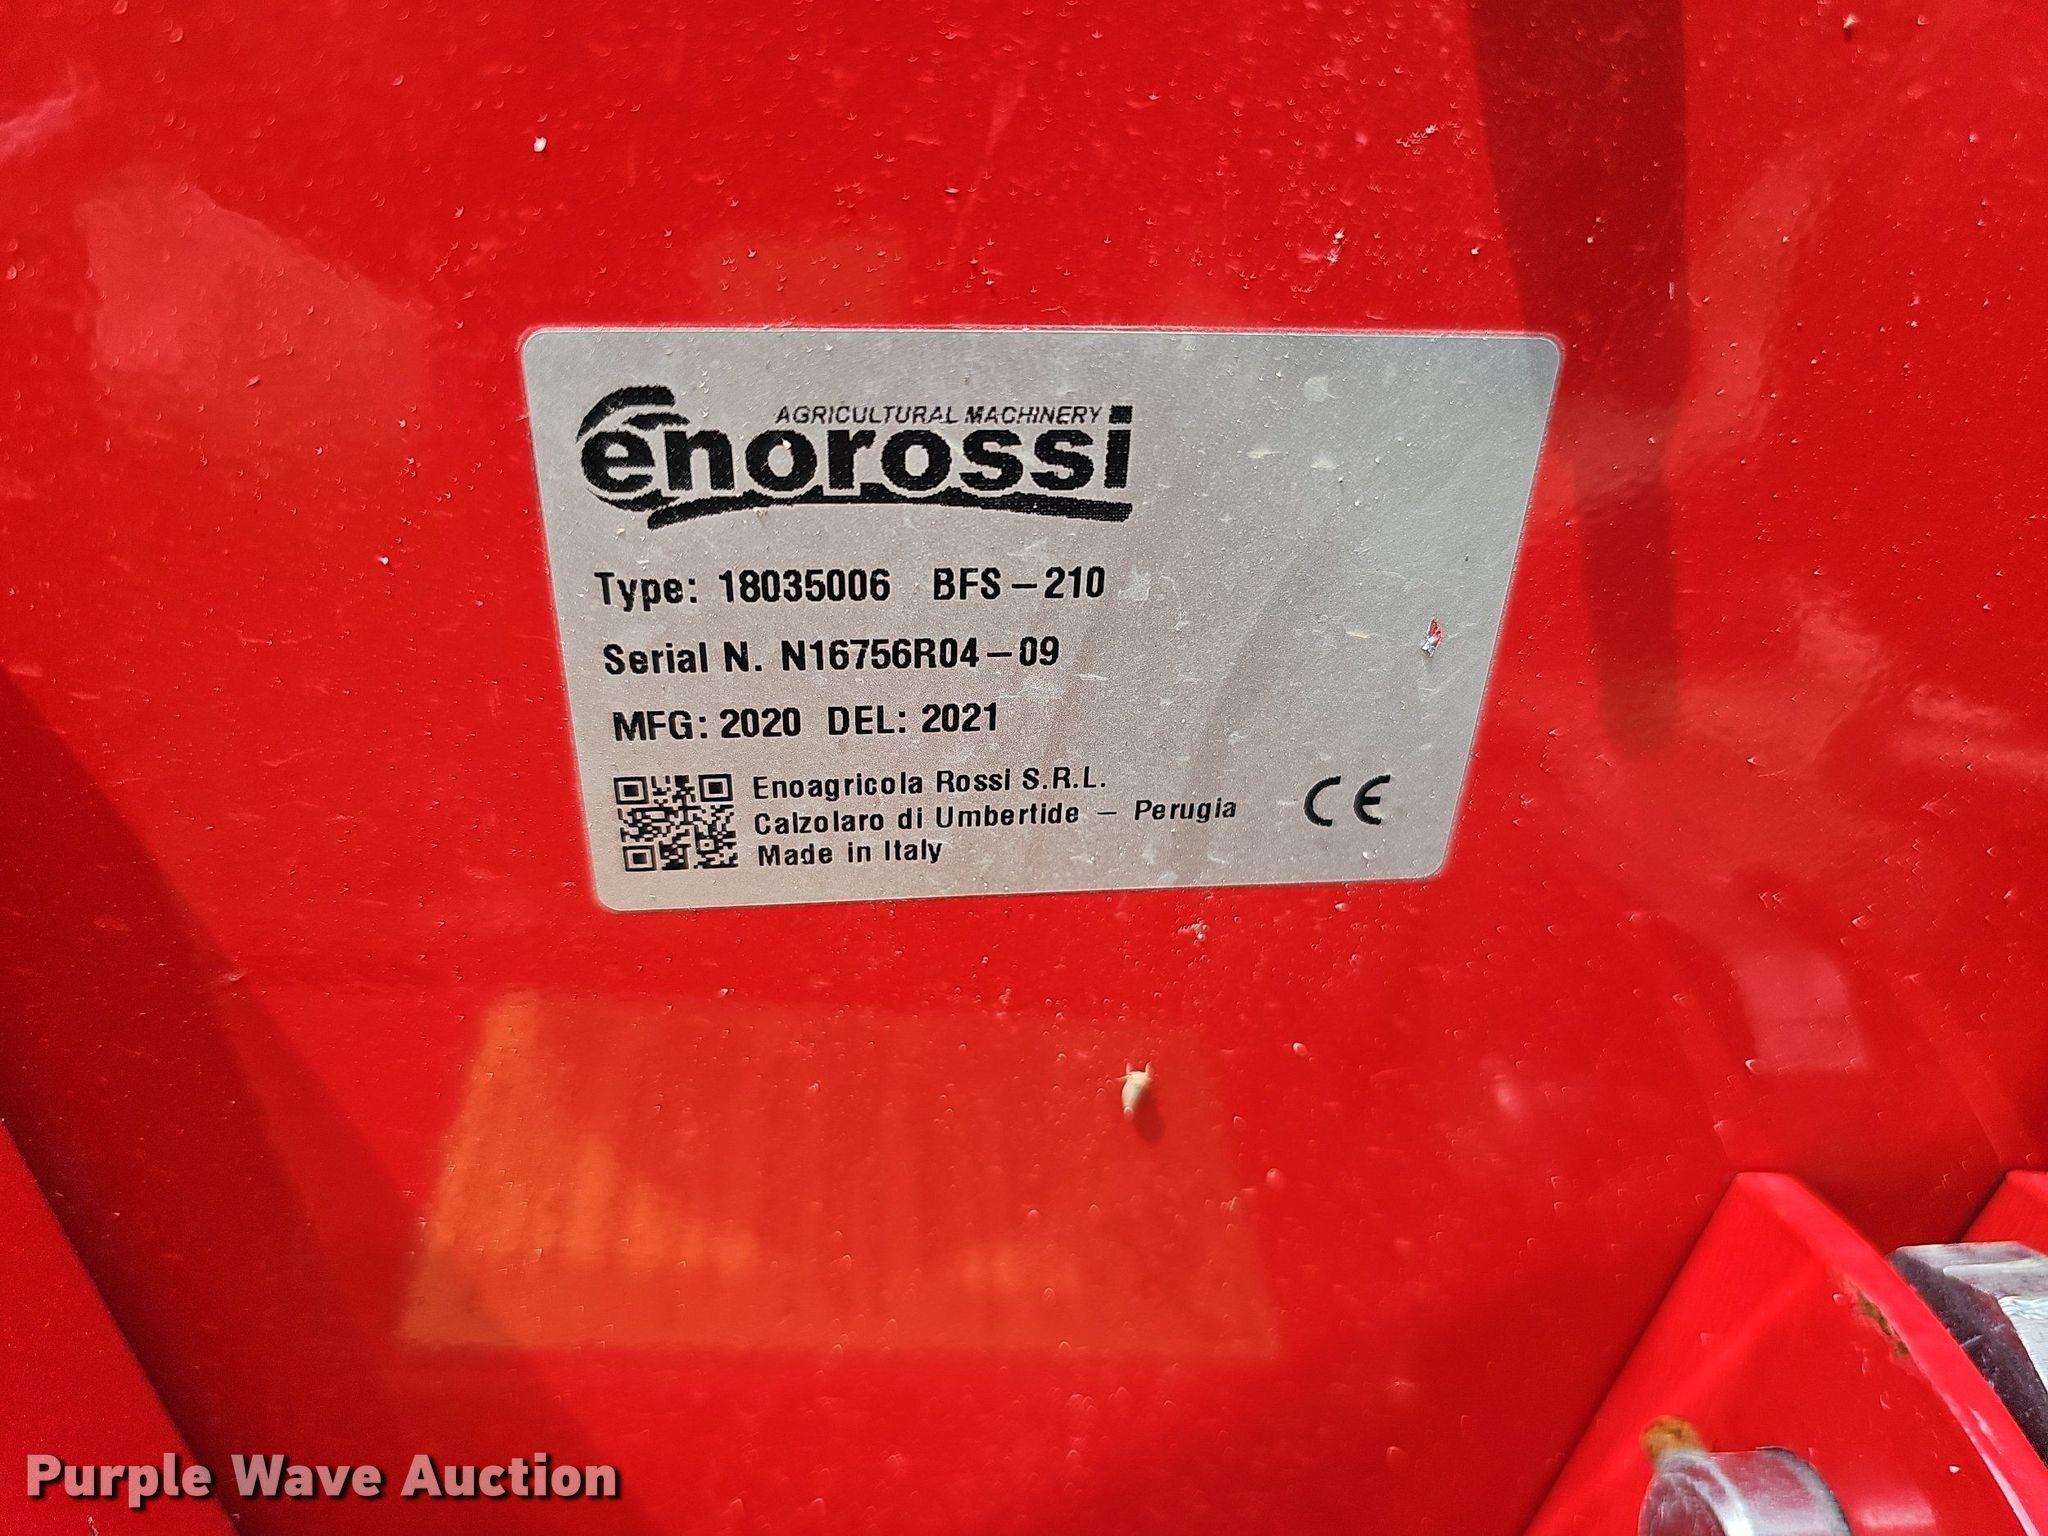 AGRICULTURAL MACHINERY
enorossi
Type: 18035006 BFS-210
Serial N. N16756R04-09
MFG: 2020 DEL: 2021
Enoagricola Rossi S.R.L.
Calzolaro di Umbertide - Perugia
Made in Italy
CE
Purple Wave Auction